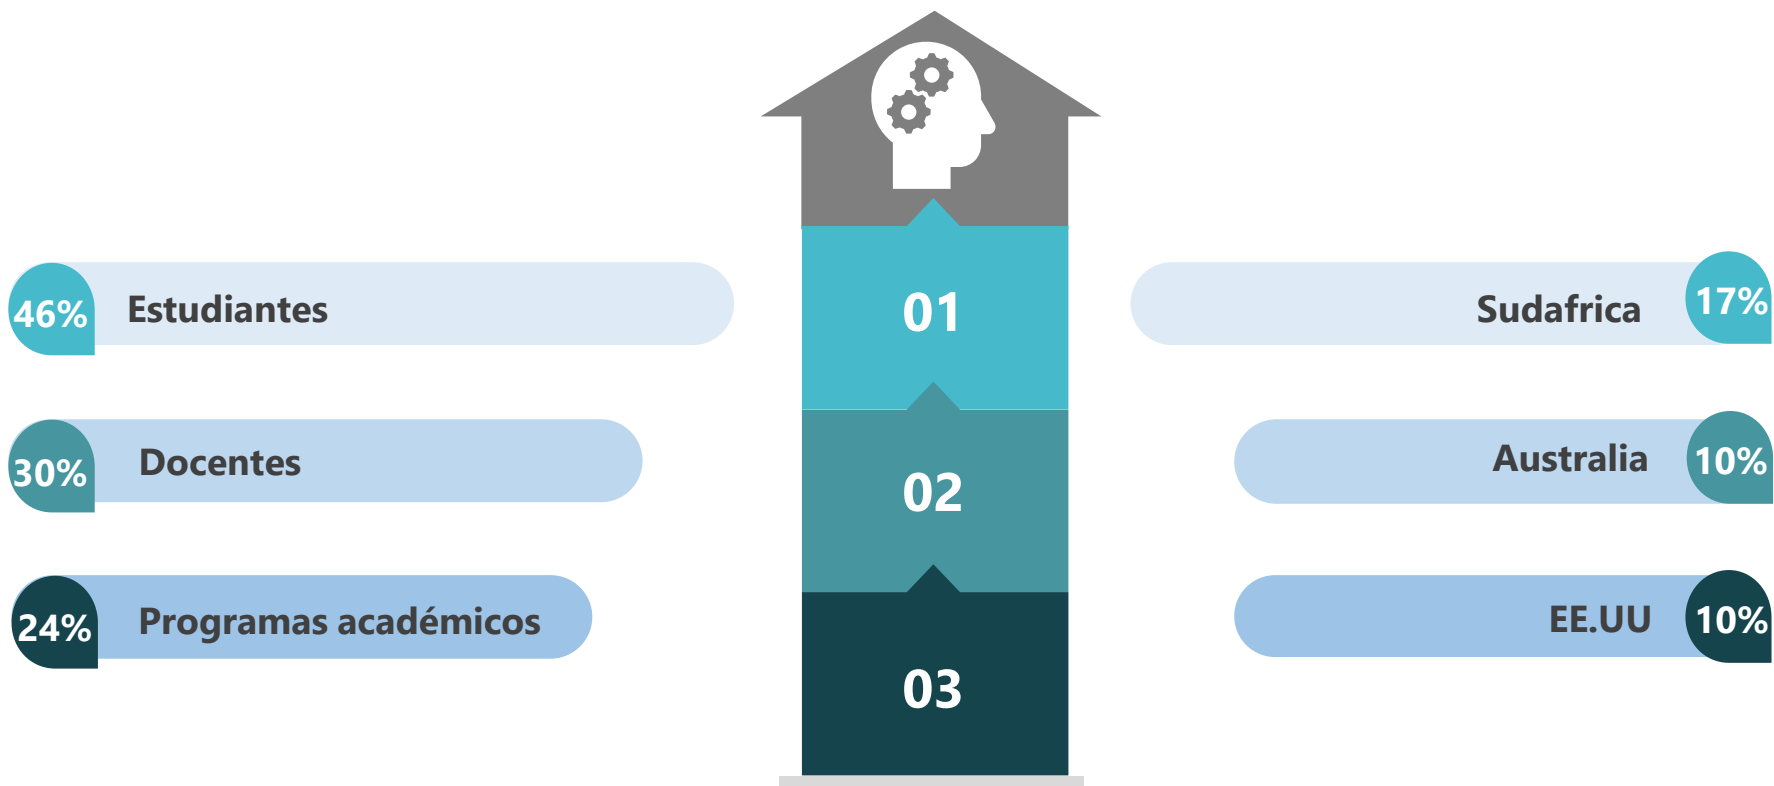 46% Estudiantes
01
Sudafrica 17%
30% Docentes
02
Australia 10%
24% Programas académicos
03
EE.UU 10%